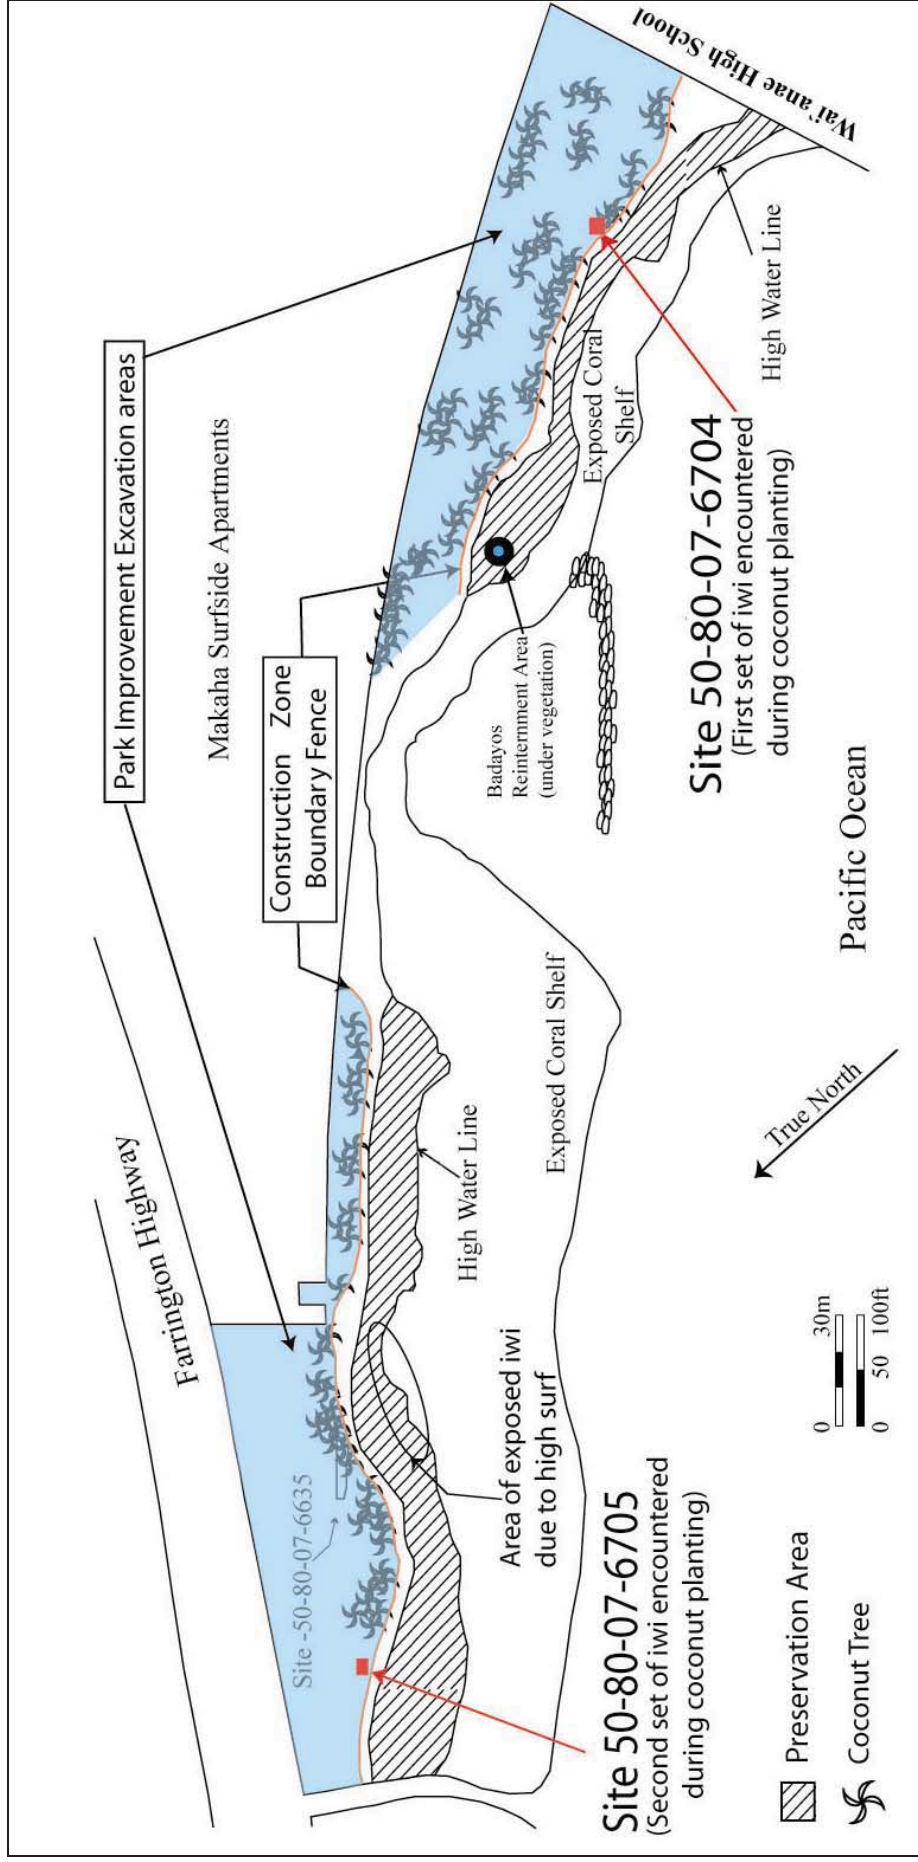 Park Improvement Excavation areas
Makaha Surfside Apartments
Farrington Highway
Construction Zone
Boundary Fence
Wai`anae High School
Site -50-80-07-6635
High Water Line
Exposed Coral
Shelf
Badayos
Reinternment Area
(under vegetation)
High Water Line
Area of exposed iwi
due to high surf
Exposed Coral Shelf
Site 50-80-07-6704
(First set of iwi encountered
during coconut planting)
Site 50-80-07-6705
(Second set of iwi encountered
during coconut planting)
Pacific Ocean
True North
0 30m
0 50 100ft
Preservation Area
Coconut Tree